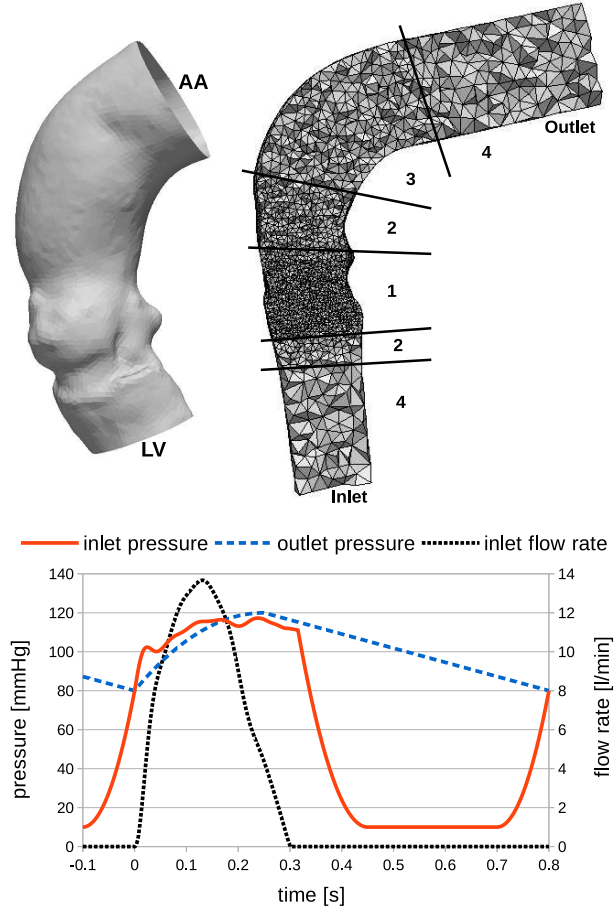 AA
LV
Outlet
4
3
2
1
2
4
Inlet
inlet pressure outlet pressure inlet flow rate
140 14
120 12
100 10
80 8
60 6
40 4
20 2
0 0
-0.1 0 0.1 0.2 0.3 0.4 0.5 0.6 0.7 0.8
pressure [mmHg]
flow rate [l/min]
time [s]